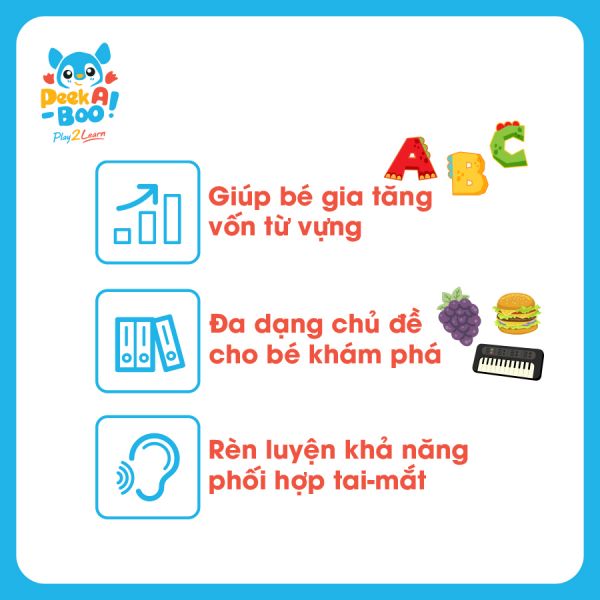 Peek A
-Boo!
Play2Learn
A B C
Giúp bé gia tăng
vốn từ vựng
Đa dạng chủ đề
cho bé khám phá
Rèn luyện khả năng
phối hợp tai-mắt